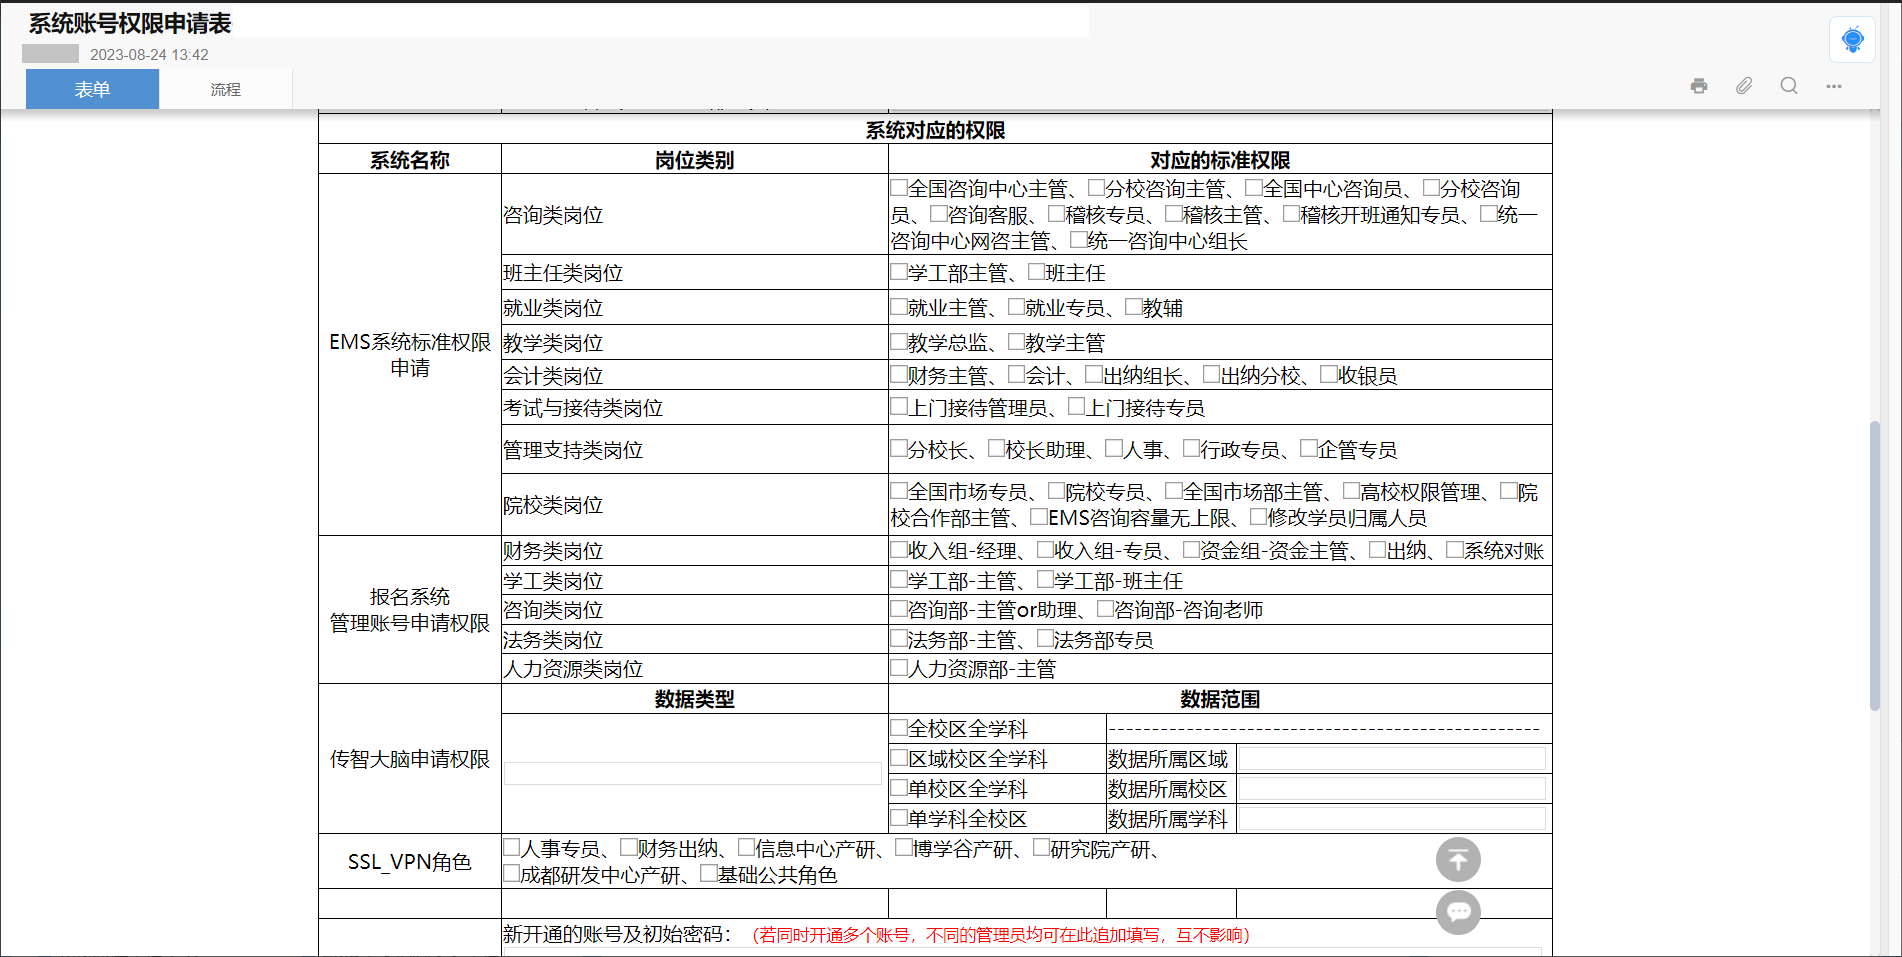 系统账号权限申请表
2023-08-24 13:42
表单
流程
系统对应的权限
系统名称
岗位类别
对应的标准权限
EMS系统标准权限
申请
咨询类岗位
全国咨询中心主管、分校咨询主管、全国中心咨询员、分校咨询
员、咨询客服、稽核专员、稽核主管、稽核开班通知专员、统一
咨询中心网咨主管、统一咨询中心组长
班主任类岗位
学工部主管、班主任
就业类岗位
就业主管、就业专员、教辅
教学类岗位
教学总监、教学主管
会计类岗位
财务主管、会计、出纳组长、出纳分校、收银员
考试与接待类岗位
上门接待管理员、上门接待专员
管理支持类岗位
分校长、校长助理、人事、行政专员、企管专员
院校类岗位
全国市场专员、院校专员、全国市场部主管、高校权限管理、院
校合作部主管、EMS咨询容量无上限、修改学员归属人员
报名系统
管理账号申请权限
财务类岗位
收入组-经理、收入组-专员、资金组-资金主管、出纳、系统对账
学工类岗位
学工部-主管、学工部-班主任
咨询类岗位
咨询部-主管or助理、咨询部-咨询老师
法务类岗位
法务部-主管、法务部专员
人力资源类岗位
人力资源部-主管
传智大脑申请权限
数据类型
数据范围
全校区全学科
--------------------------------------------------
区域校区全学科
数据所属区域
单校区全学科
数据所属校区
单学科全校区
数据所属学科
SSL_VPN角色
人事专员、财务出纳、信息中心产研、博学谷产研、研究院产研、
成都研发中心产研、基础公共角色
新开通的账号及初始密码：（若同时开通多个账号，不同的管理员均可在此追加填写，互不影响）